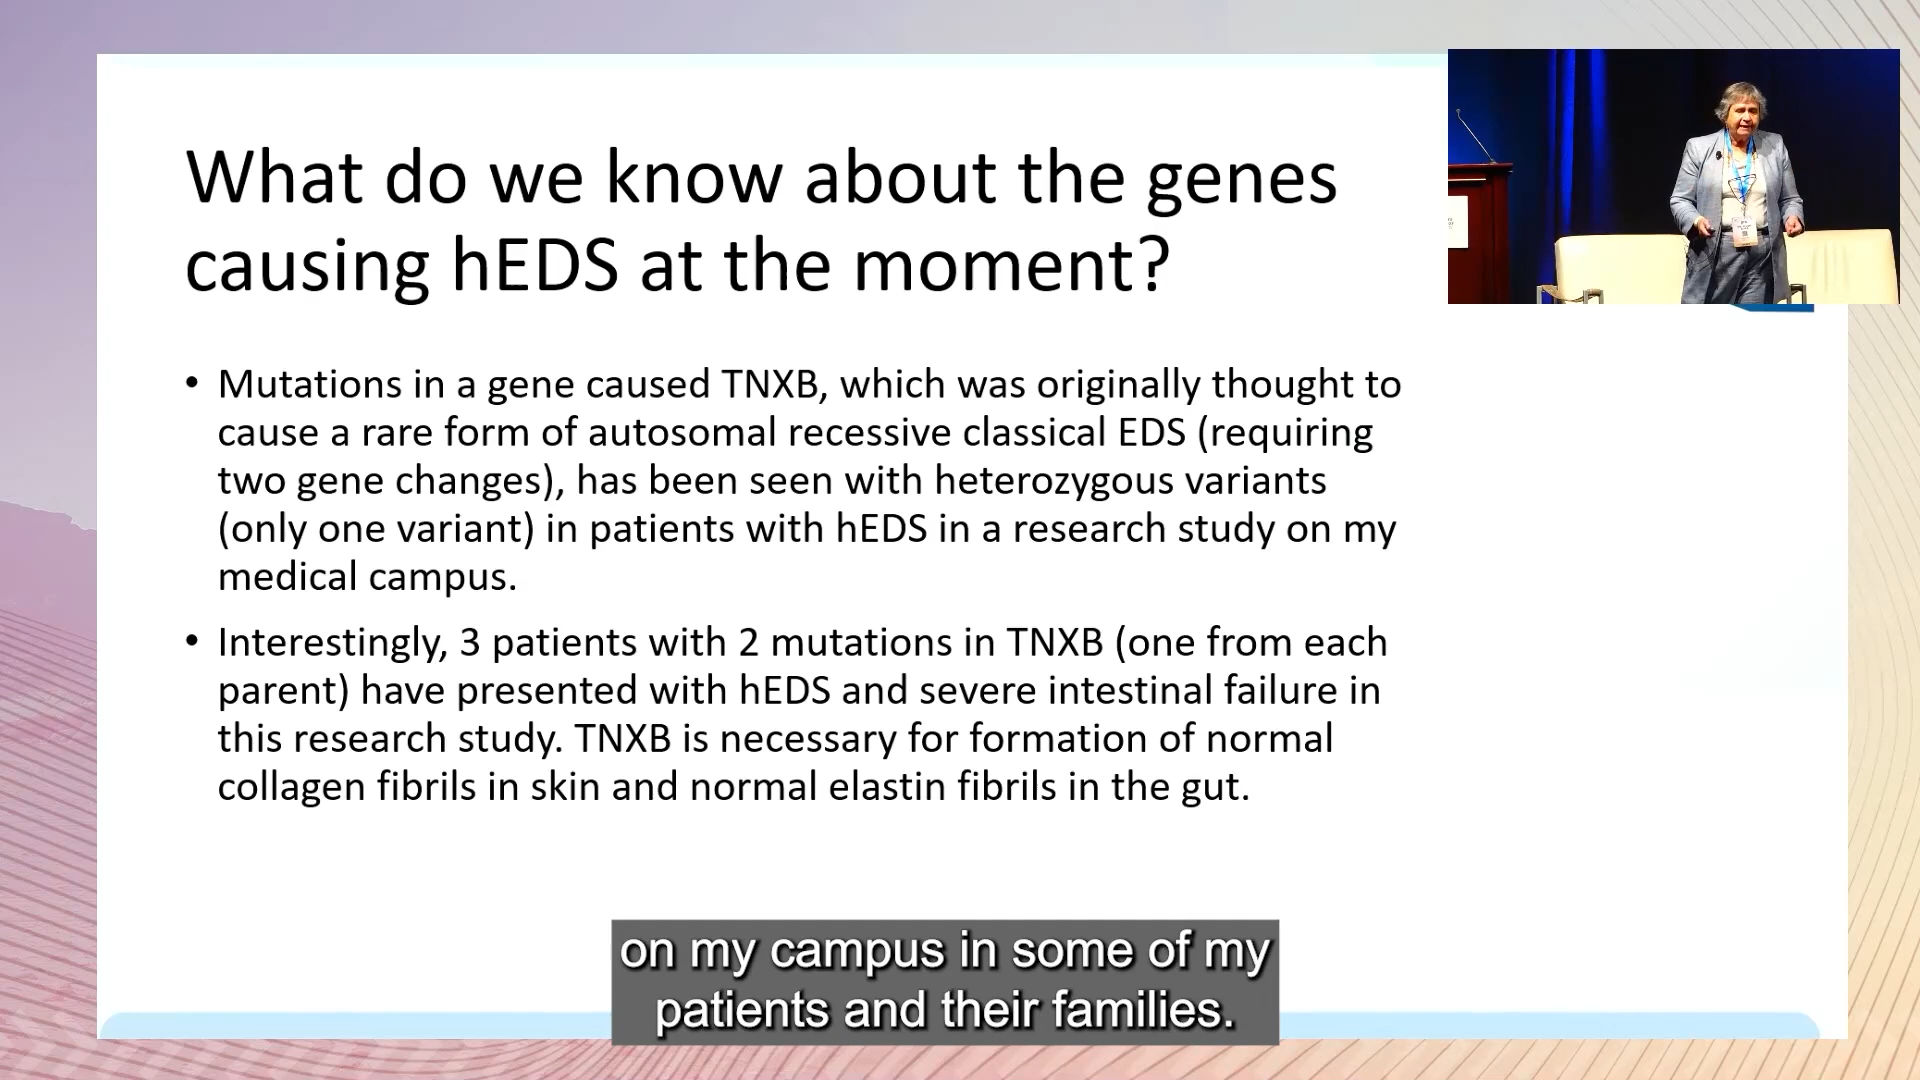 What do we know about the genes
causing hEDS at the moment?
• Mutations in a gene caused TNXB, which was originally thought to
cause a rare form of autosomal recessive classical EDS (requiring
two gene changes), has been seen with heterozygous variants
(only one variant) in patients with hEDS in a research study on my
medical campus.
• Interestingly, 3 patients with 2 mutations in TNXB (one from each
parent) have presented with hEDS and severe intestinal failure in
this research study. TNXB is necessary for formation of normal
collagen fibrils in skin and normal elastin fibrils in the gut.
on my campus in some of my
patients and their families.